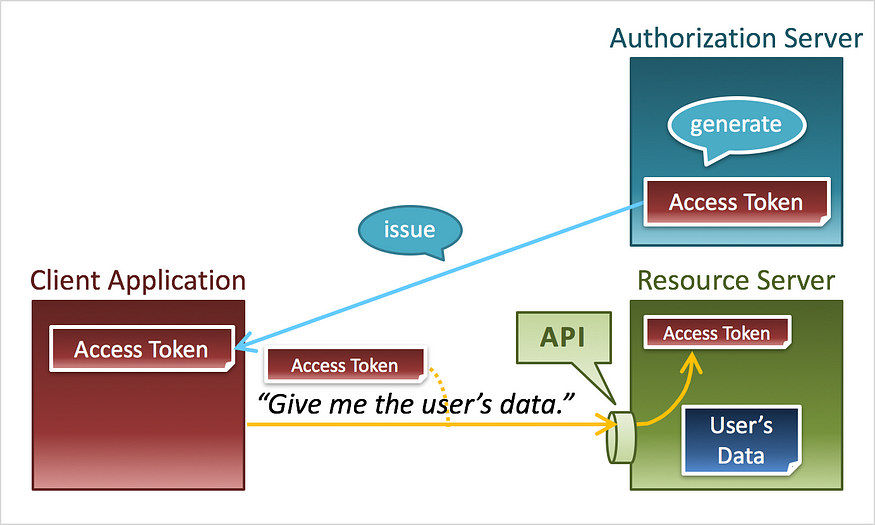 Authorization Server
generate
Access Token
issue
Client Application
Access Token
Resource Server
Access Token
API
Access Token
“Give me the user’s data.”
User’s
Data